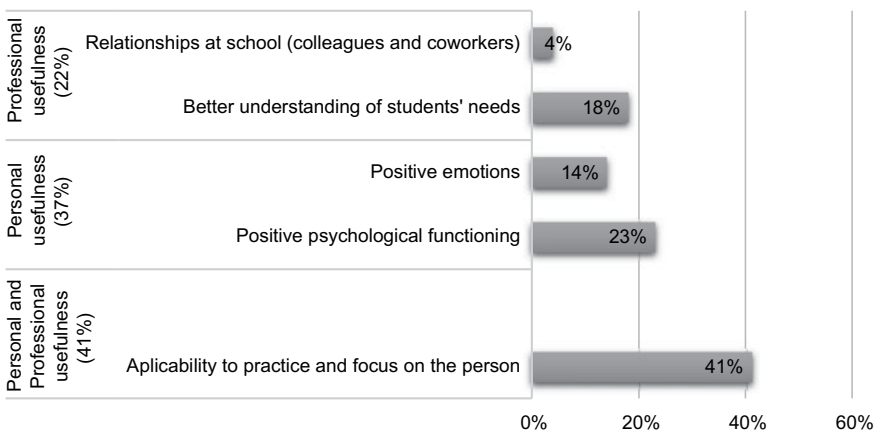 Professional
usefulness
(22%)
Relationships at school (colleagues and coworkers)
4%
Better understanding of students' needs
18%
Personal
usefulness
(37%)
Positive emotions
14%
Positive psychological functioning
23%
Personal and
Professional
usefulness
(41%)
Aplicability to practice and focus on the person
41%
0%
20%
40%
60%